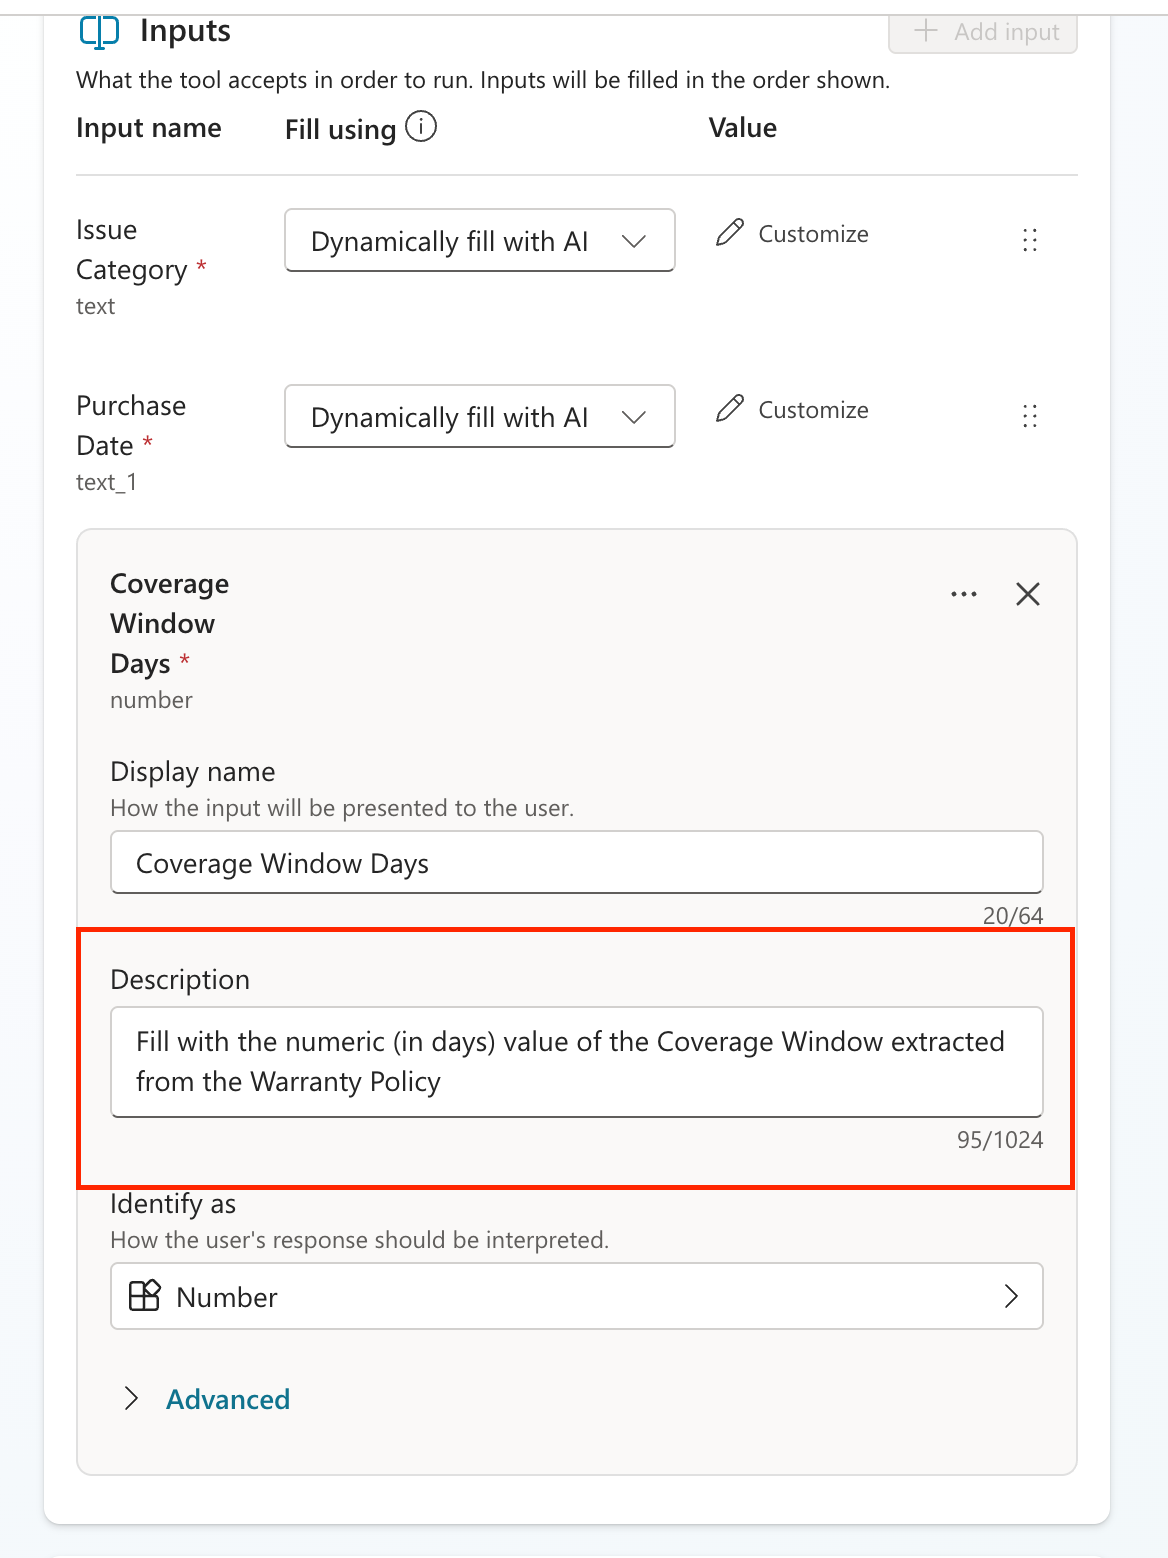 Inputs
Add input
What the tool accepts in order to run. Inputs will be filled in the order shown.
Input name
Fill using
Value
Issue
Category *
text
Dynamically fill with AI
Customize
Purchase
Date *
text_1
Dynamically fill with AI
Customize
Coverage
Window
Days *
number
Display name
How the input will be presented to the user.
Coverage Window Days
20/64
Description
Fill with the numeric (in days) value of the Coverage Window extracted
from the Warranty Policy
95/1024
Identify as
How the user's response should be interpreted.
Number
Advanced